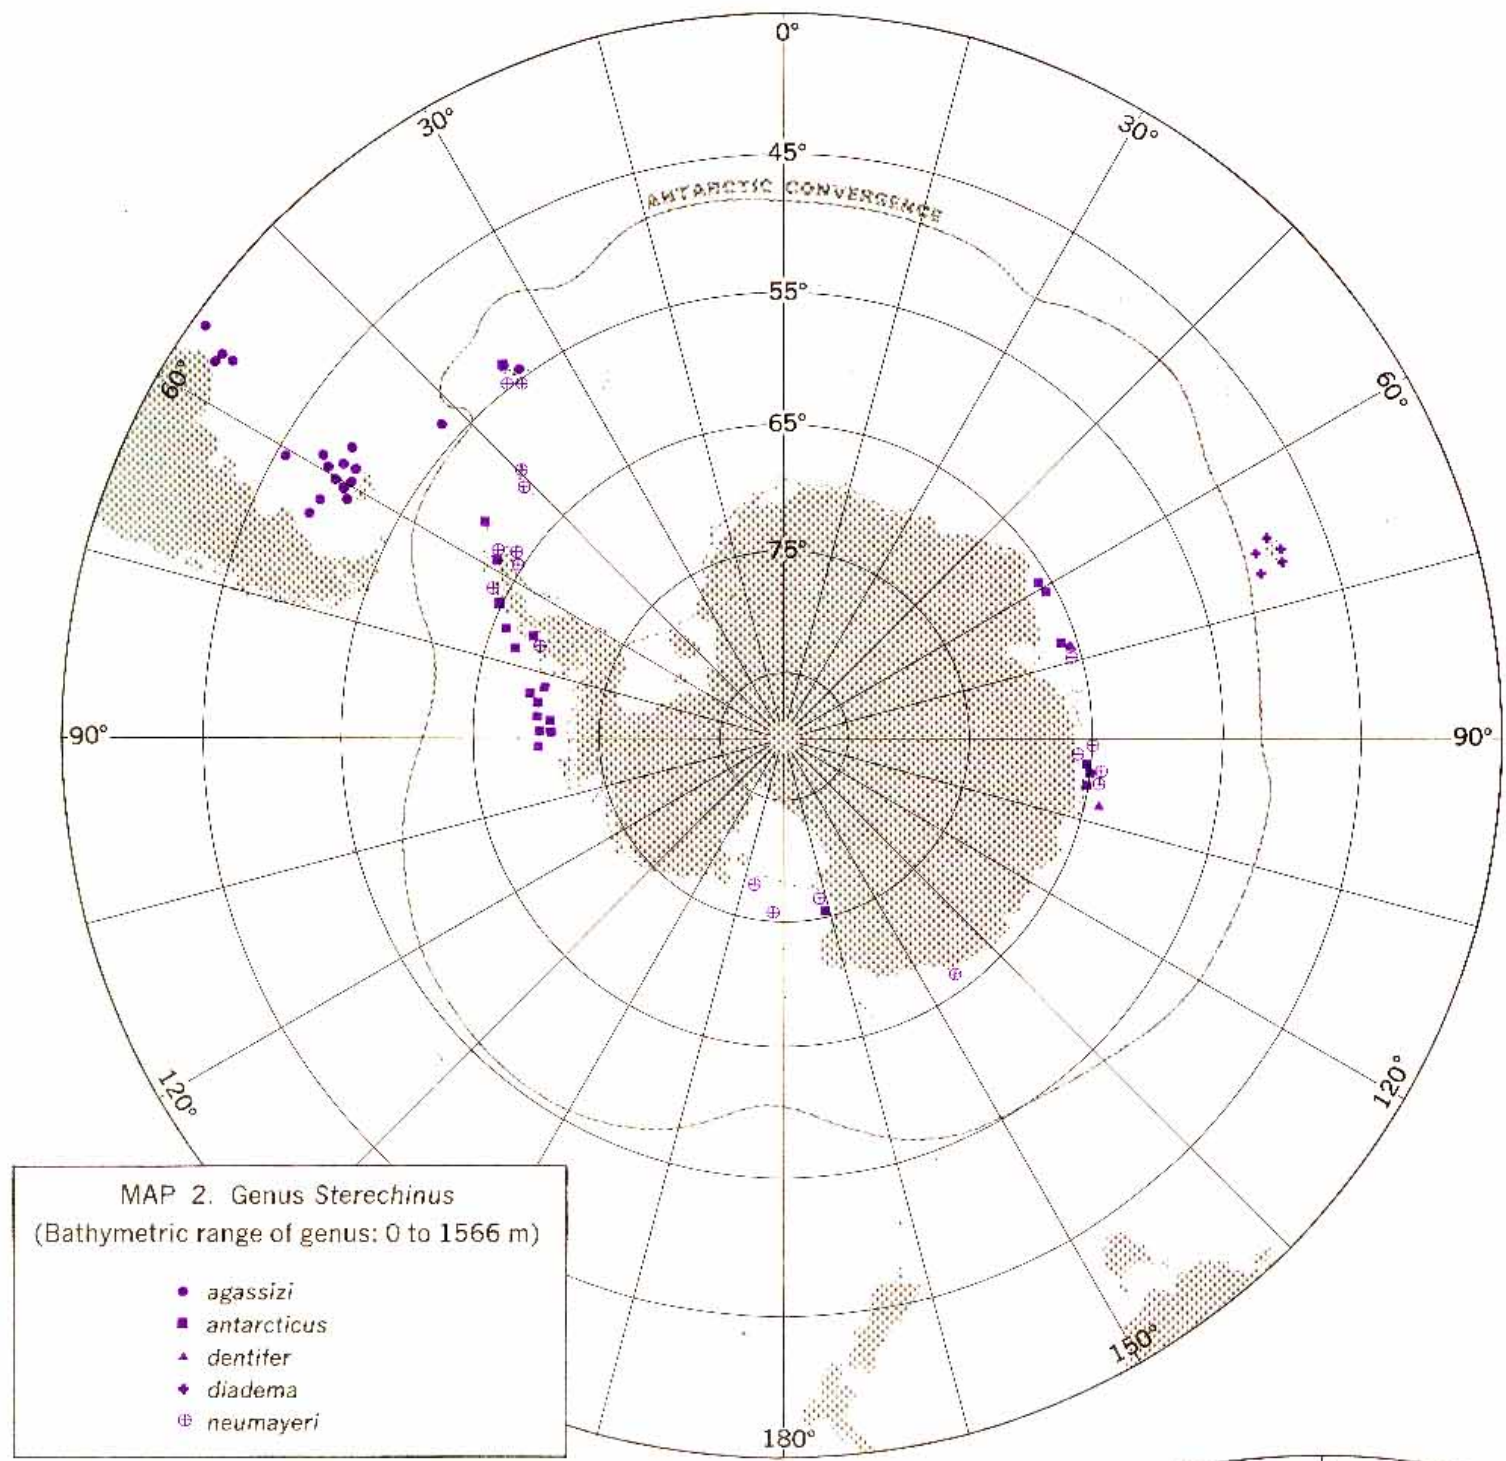 0°
30°
30°
45°
ANTARCTIC CONVERGENCE
55°
60°
60°
65°
75°
90°
90°
120°
120°
150°
180°
MAP 2. Genus Sterechinus
(Bathymetric range of genus: 0 to 1566 m)
agassizi
antarcticus
dentifer
diadema
neumayeri